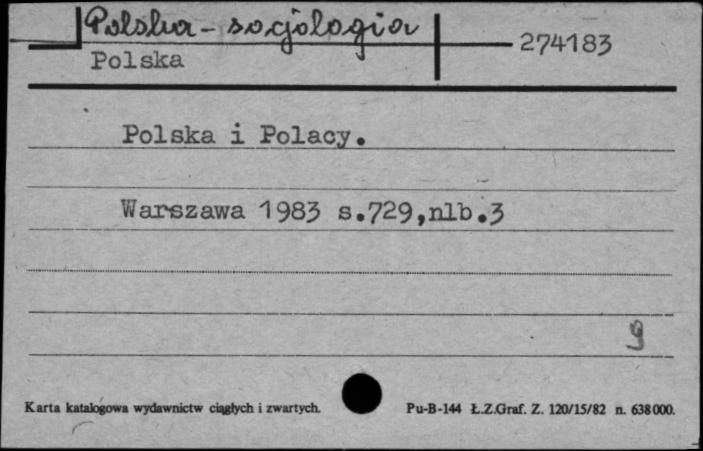 Polska - socjologia
274183
Polska
Polska i Polacy.
Warszawa 1983 s.729,nlb.3
g
Karta katalogowa wydawnictw ciągłych i zwartych.
Pu-B-144 Ł.Z.Graf. Z. 120/15/82 n. 638000.